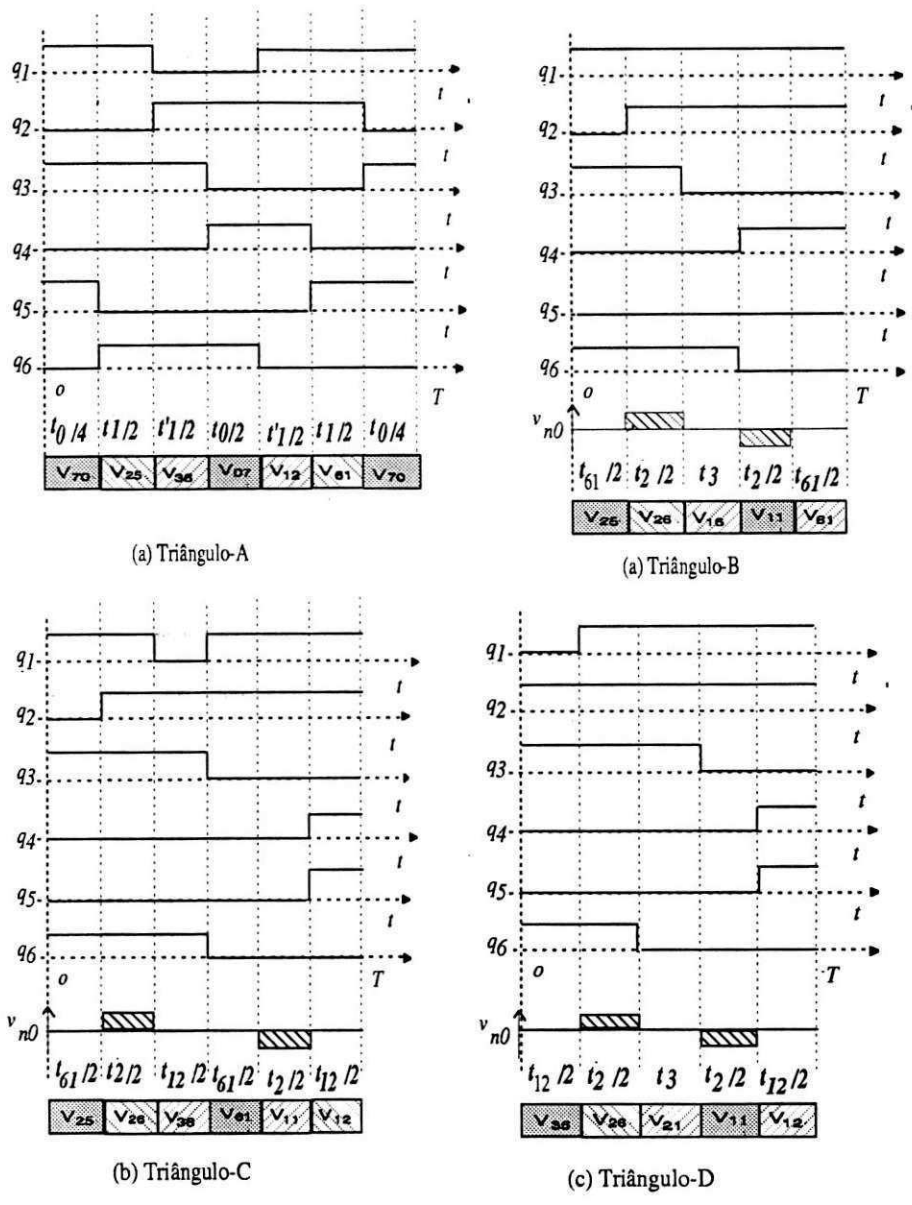 q1
t
q2
t
q3
t
q4
t
q5
t
q6
o
T
t0/4 t1/2 t'1/2 t0/2 t'1/2 t1/2 t0/4
V70 V25 V36 V07 V12 V61 V70
(a) Triângulo-A
q1
t
q2
t
q3
t
q4
t
q5
t
q6
o
T
vn0
t61/2 t2/2 t3 t2/2 t61/2
V25 V26 V16 V11 V61
(a) Triângulo-B
q1
t
q2
t
q3
t
q4
t
q5
t
q6
o
T
vn0
t61/2 t2/2 t12/2 t61/2 t2/2 t12/2
V25 V26 V36 V61 V11 V12
(b) Triângulo-C
q1
t
q2
t
q3
t
q4
t
q5
t
q6
o
T
vn0
t12/2 t2/2 t3 t2/2 t12/2
V36 V26 V21 V11 V12
(c) Triângulo-D